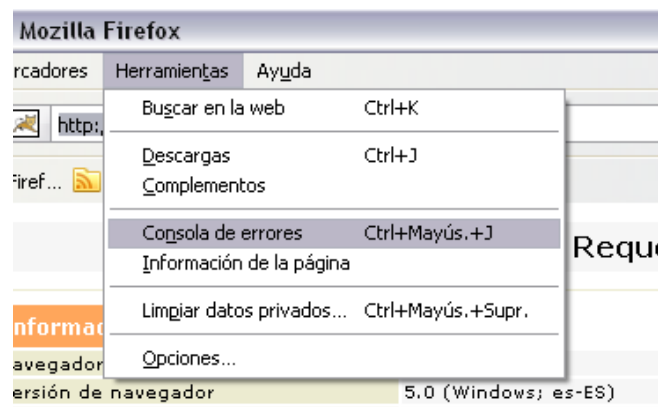 Mozilla Firefox
rcadores Herramientas Ayuda
Buscar en la web Ctrl+K
http:
Descargas Ctrl+J
Firef...
Complementos
Consola de errores Ctrl+Mayús.+J
Reque
Información de la página
Limpiar datos privados... Ctrl+Mayús.+Supr.
nformac
Opciones...
avegador
ersión de navegador 5.0 (Windows; es-ES)